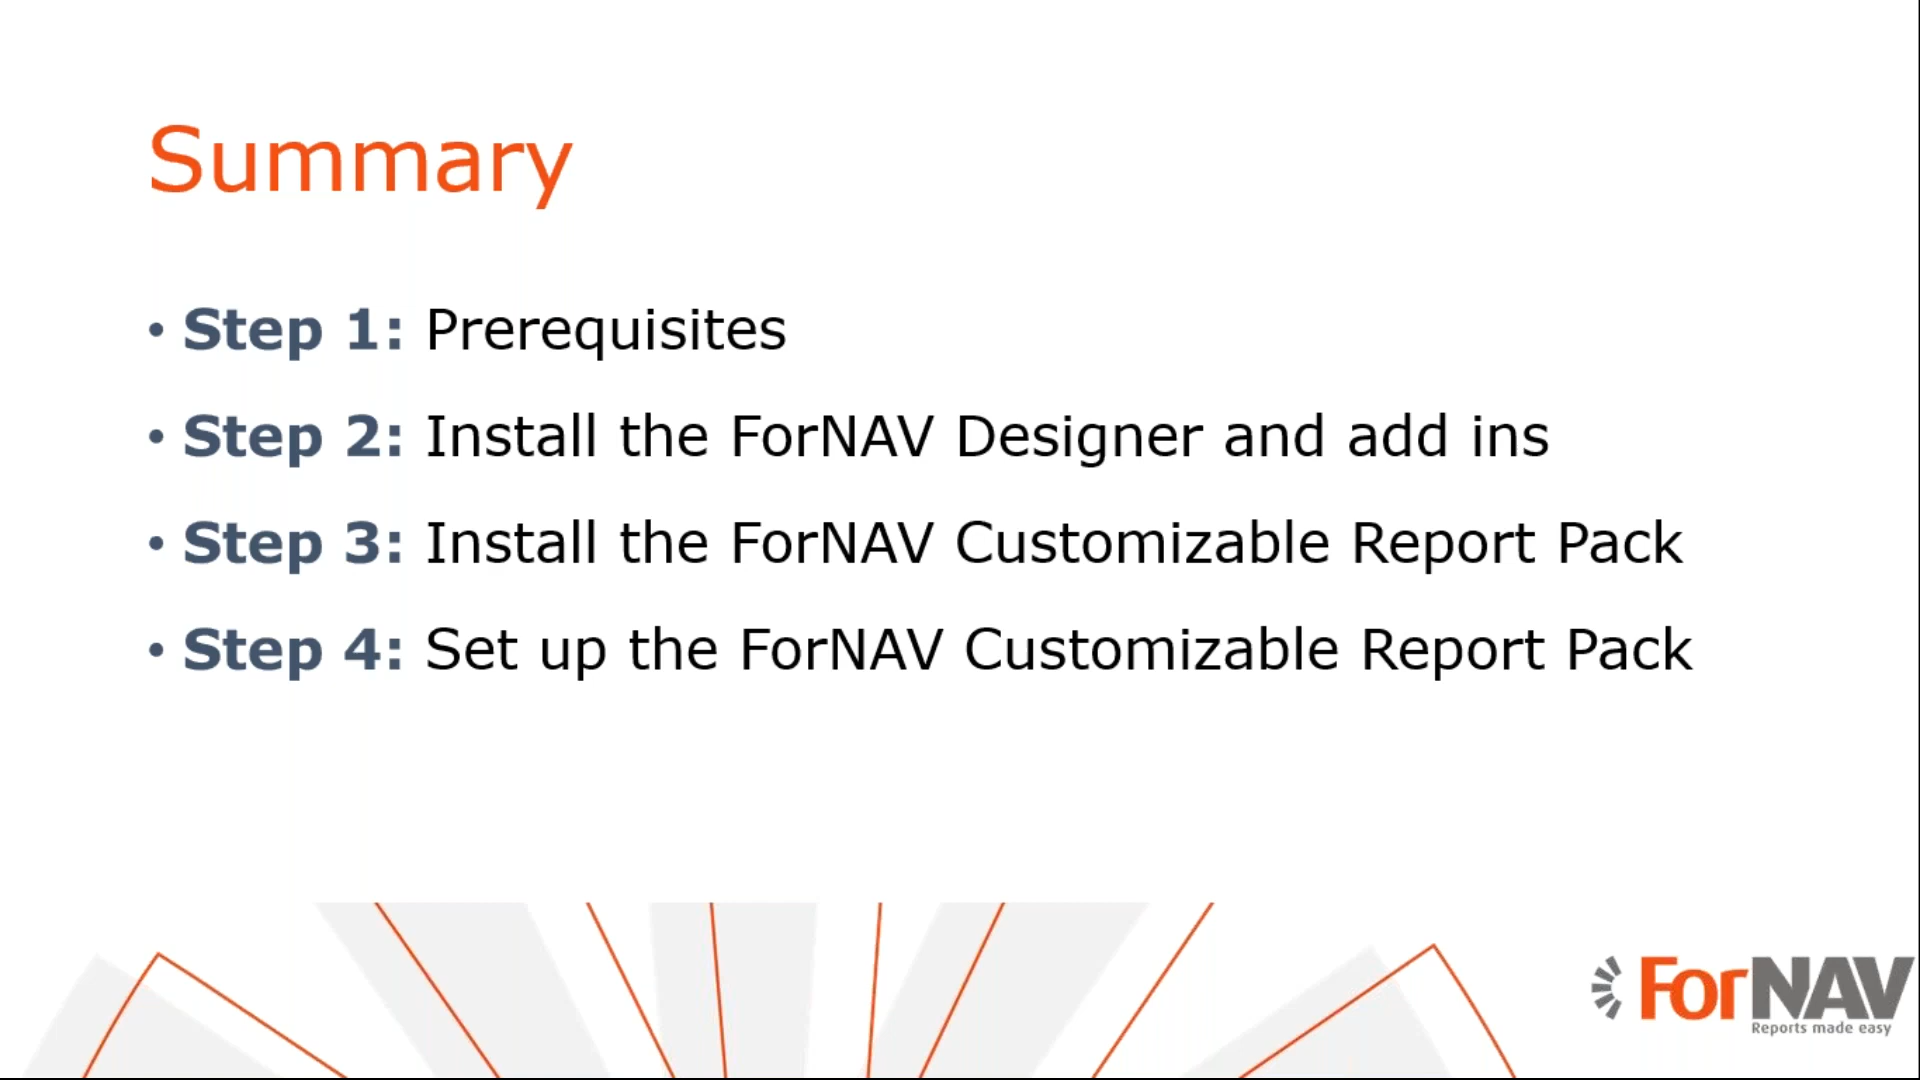 Summary
• Step 1: Prerequisites
• Step 2: Install the ForNAV Designer and add ins
• Step 3: Install the ForNAV Customizable Report Pack
• Step 4: Set up the ForNAV Customizable Report Pack
ForNAV
Reports made easy